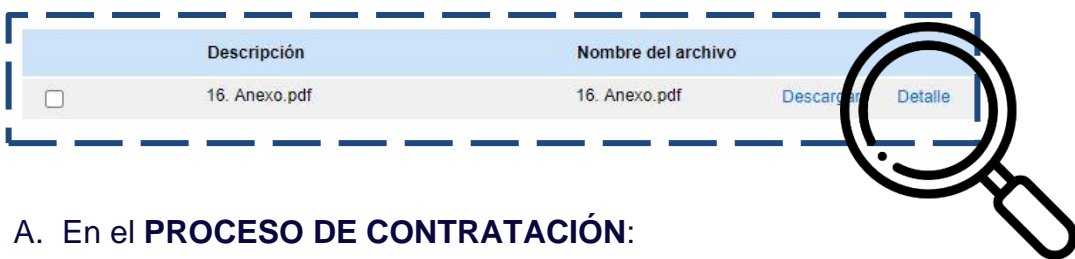 Descripción Nombre del archivo
16. Anexo.pdf 16. Anexo.pdf Descargar Detalle
A. En el PROCESO DE CONTRATACIÓN: